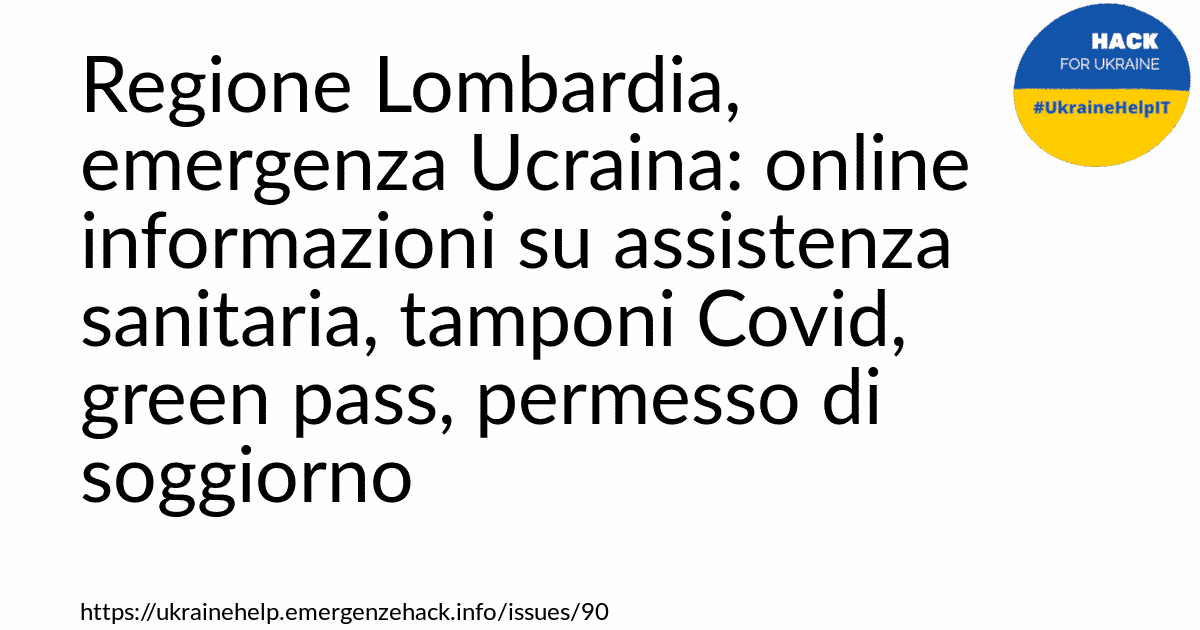 HACK
FOR UKRAINE
#UkraineHelpIT
Regione Lombardia,
emergenza Ucraina: online
informazioni su assistenza
sanitaria, tamponi Covid,
green pass, permesso di
soggiorno
https://ukrainehelp.emergenzehack.info/issues/90